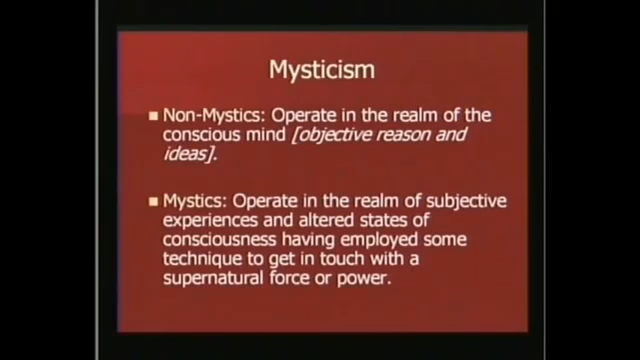 Mysticism
■ Non-Mystics: Operate in the realm of the
conscious mind [objective reason and
ideas].
■ Mystics: Operate in the realm of subjective
experiences and altered states of
consciousness having employed some
technique to get in touch with a
supernatural force or power.